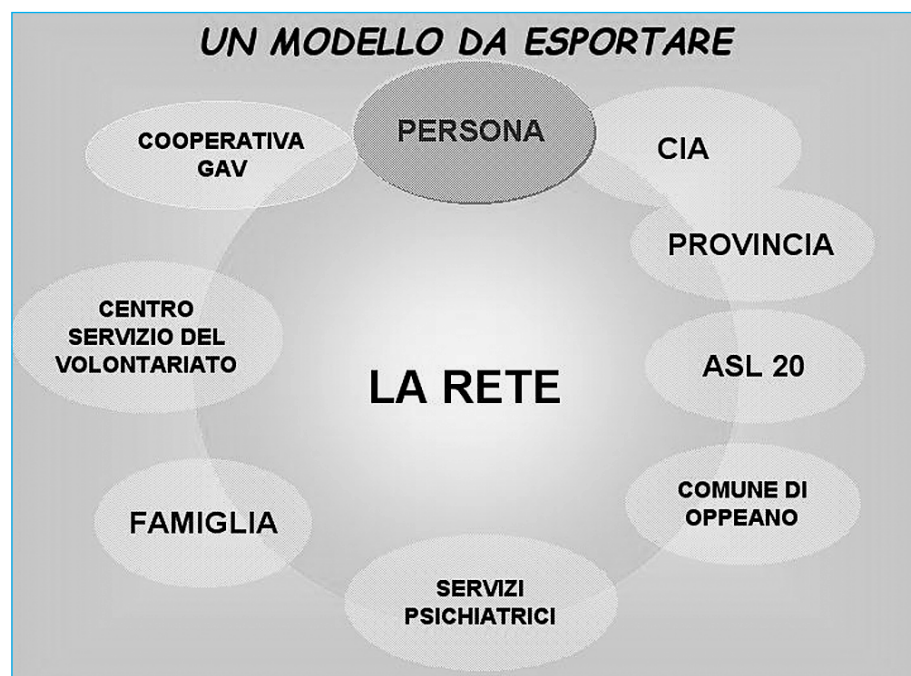 UN MODELLO DA ESPORTARE
PERSONA
COOPERATIVA
GAV
CIA
PROVINCIA
CENTRO
SERVIZIO DEL
VOLONTARIATO
LA RETE
ASL 20
FAMIGLIA
COMUNE DI
OPPEANO
SERVIZI
PSICHIATRICI